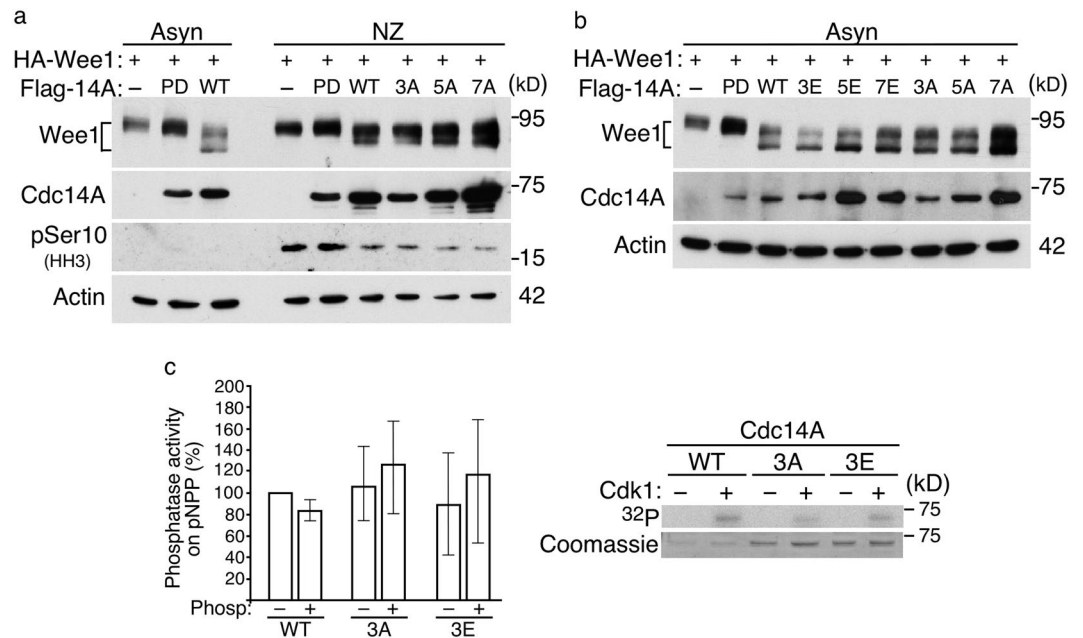 a
Asyn NZ
HA-Wee1: + + + + + + + + +
Flag-14A: – PD WT – PD WT 3A 5A 7A (kD)
Wee1 -95
Cdc14A -75
pSer10
(HH3) -15
Actin 42
b
Asyn
HA-Wee1: + + + + + + + + +
Flag-14A: – PD WT 3E 5E 7E 3A 5A 7A (kD)
Wee1 -95
Cdc14A -75
Actin 42
c
Phosphatase activity
on pNPP (%)
200
180
160
140
120
100
80
60
40
20
Phosp: – + – + – +
WT 3A 3E
Cdc14A
WT 3A 3E
Cdk1: – + – + – + (kD)
32P - 75
Coomassie - 75